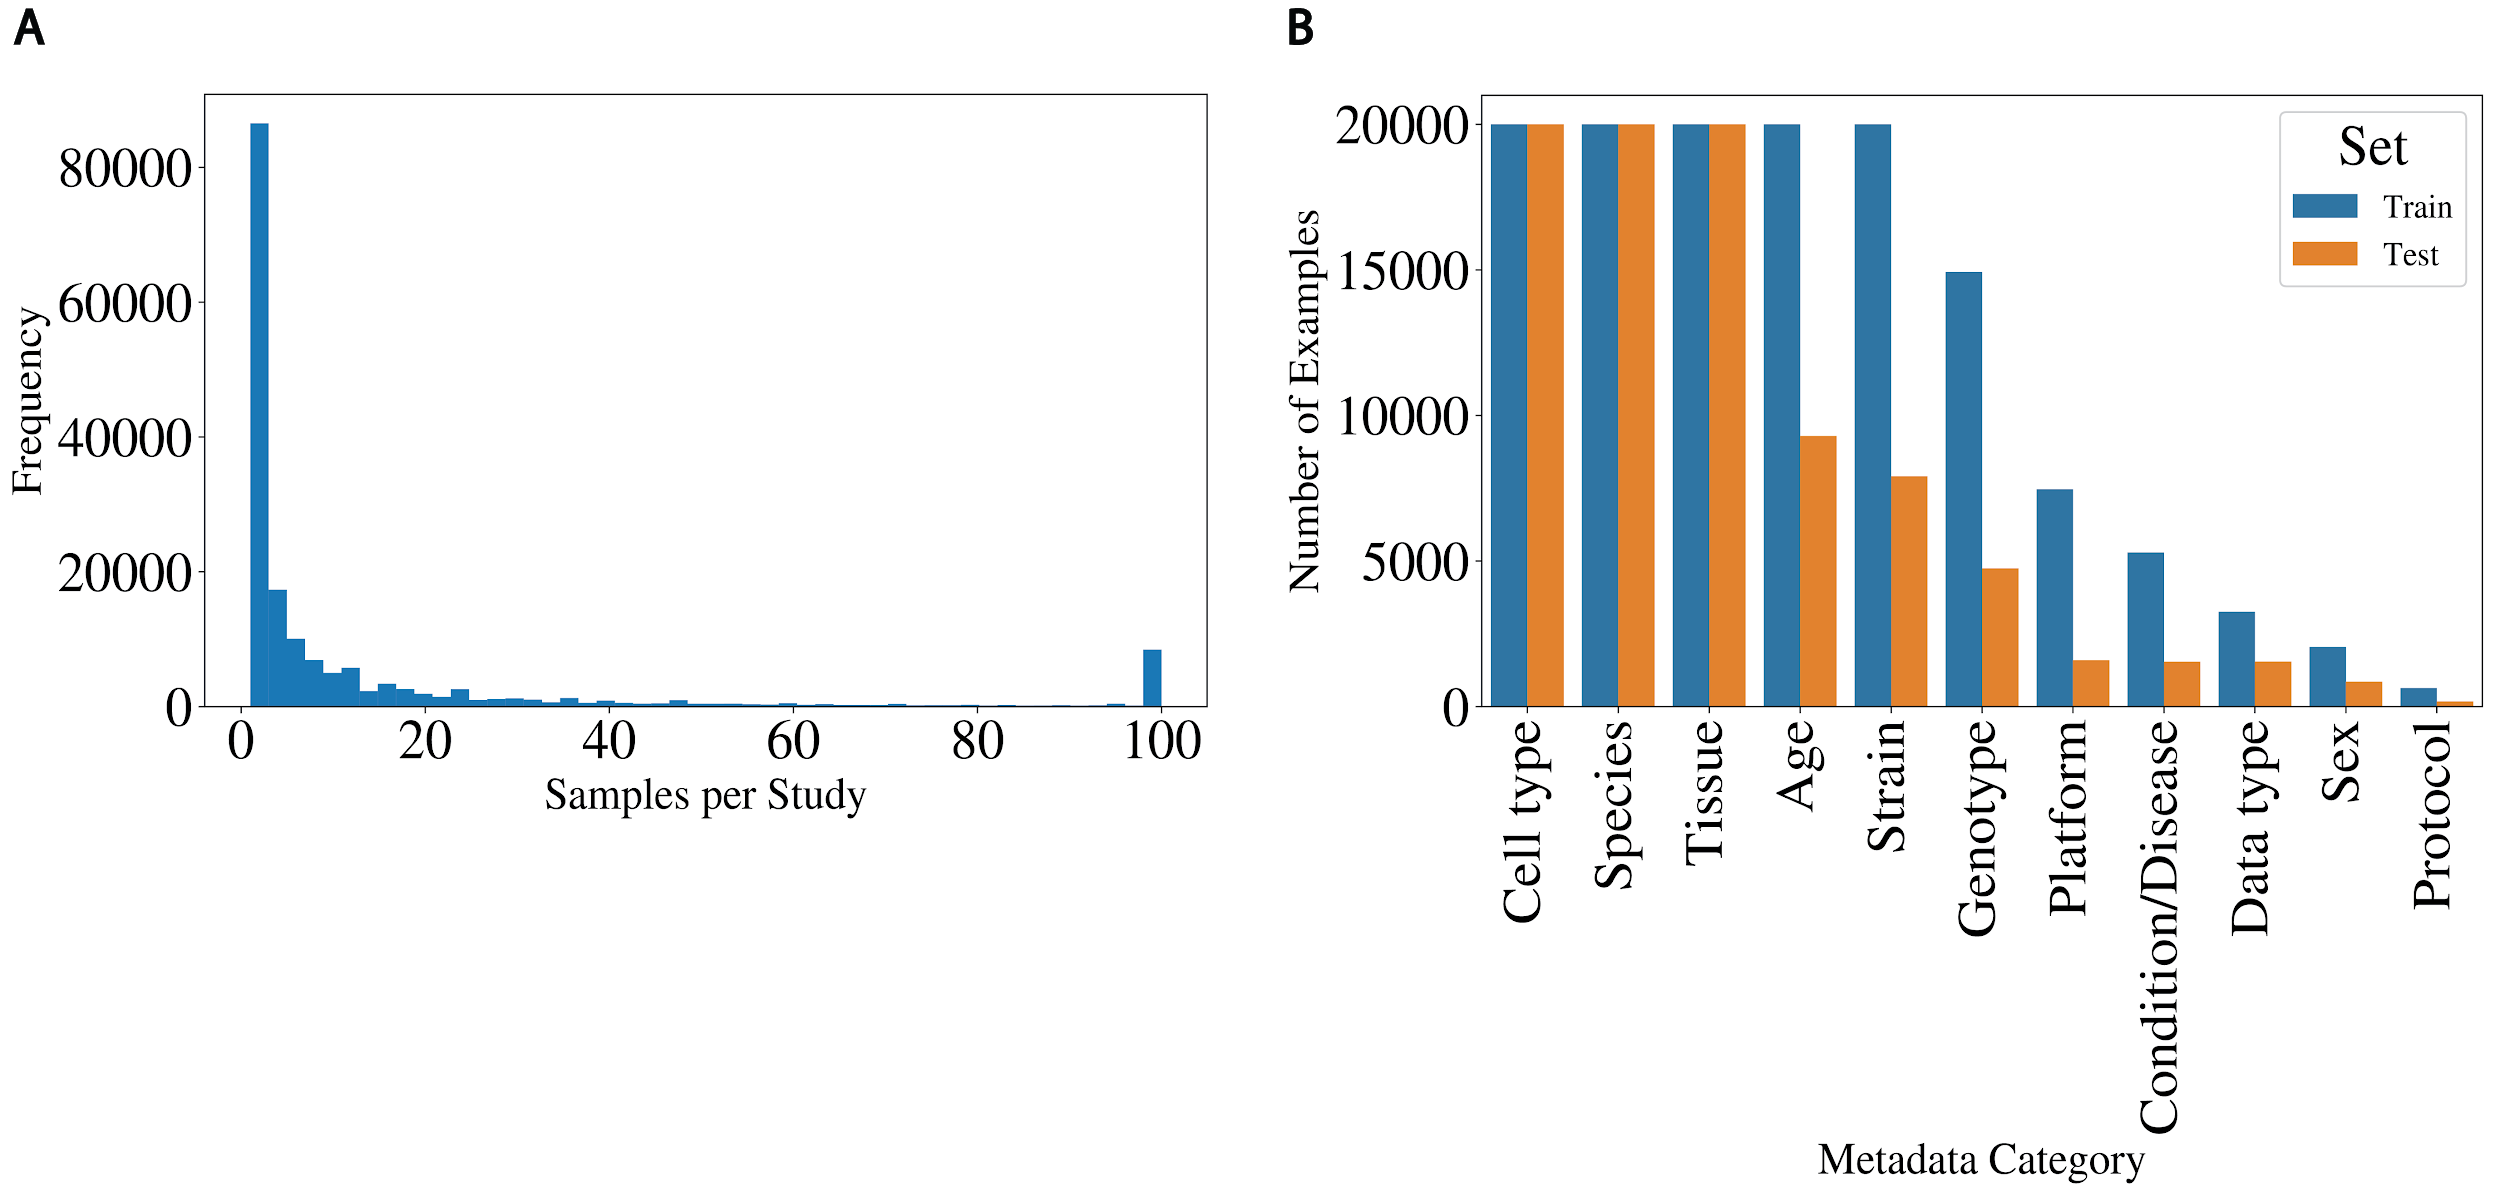 A
Frequency
80000
60000
40000
20000
0
0 20 40 60 80 100
Samples per Study
B
Number of Examples
20000
15000
10000
5000
0
Set
Train
Test
Cell type
Species
Tissue
Age
Strain
Genotype
Platform
Condition/Disease
Data type
Sex
Protocol
Metadata Category